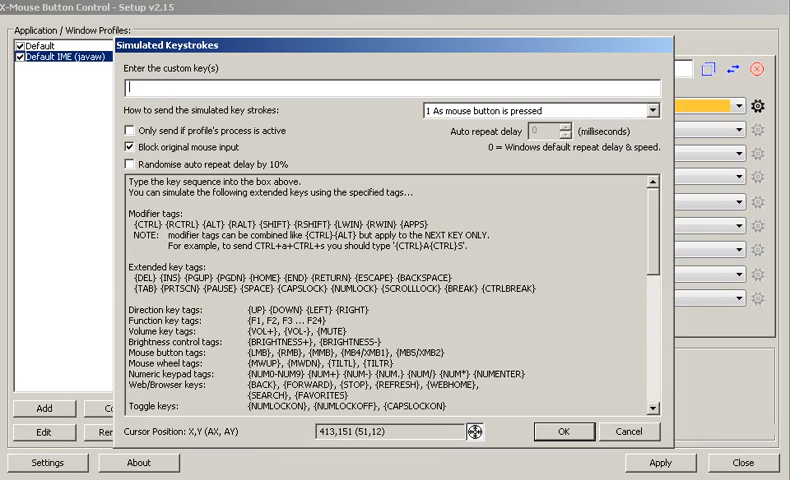 X-Mouse Button Control - Setup v2.15
Application / Window Profiles:
Default
Default IME (javaw)
Simulated Keystrokes
Enter the custom key(s)
How to send the simulated key strokes:
1 As mouse button is pressed
Only send if profile's process is active
Auto repeat delay
0
(milliseconds)
Block original mouse input
0 = Windows default repeat delay & speed.
Randomise auto repeat delay by 10%
Type the key sequence into the box above.
You can simulate the following extended keys using the specified tags...
Modifier tags:
{CTRL} {RCTRL} {ALT} {RALT} {SHIFT} {RSHIFT} {LWIN} {RWIN} {APPS}
NOTE: modifier tags can be combined like {CTRL}{ALT} but apply to the NEXT KEY ONLY.
For example, to send CTRL+a+CTRL+s you should type '{CTRL}A{CTRL}S'.
Extended key tags:
{DEL} {INS} {PGUP} {PGDN} {HOME} {END} {RETURN} {ESCAPE} {BACKSPACE}
{TAB} {PRTSCN} {PAUSE} {SPACE} {CAPSLOCK} {NUMLOCK} {SCROLLLOCK} {BREAK} {CTRLBREAK}
Direction key tags: {UP} {DOWN} {LEFT} {RIGHT}
Function key tags: {F1, F2, F3 ... F24}
Volume key tags: {VOL+}, {VOL-}, {MUTE}
Brightness control tags: {BRIGHTNESS+}, {BRIGHTNESS-}
Mouse button tags: {LMB}, {RMB}, {MMB}, {MB4/XMB1}, {MB5/XMB2}
Mouse wheel tags: {MWUP}, {MWDN}, {TILTL}, {TILTR}
Numeric keypad tags: {NUM0-NUM9} {NUM+} {NUM-} {NUM.} {NUM/} {NUM*} {NUMENTER}
Web/Browser keys: {BACK}, {FORWARD}, {STOP}, {REFRESH}, {WEBHOME},
{SEARCH}, {FAVORITES}
Toggle keys: {NUMLOCKON}, {NUMLOCKOFF}, {CAPSLOCKON}
Add
Edit
Cursor Position: X,Y (AX, AY)
413,151 (51,12)
OK
Cancel
Settings
About
Apply
Close